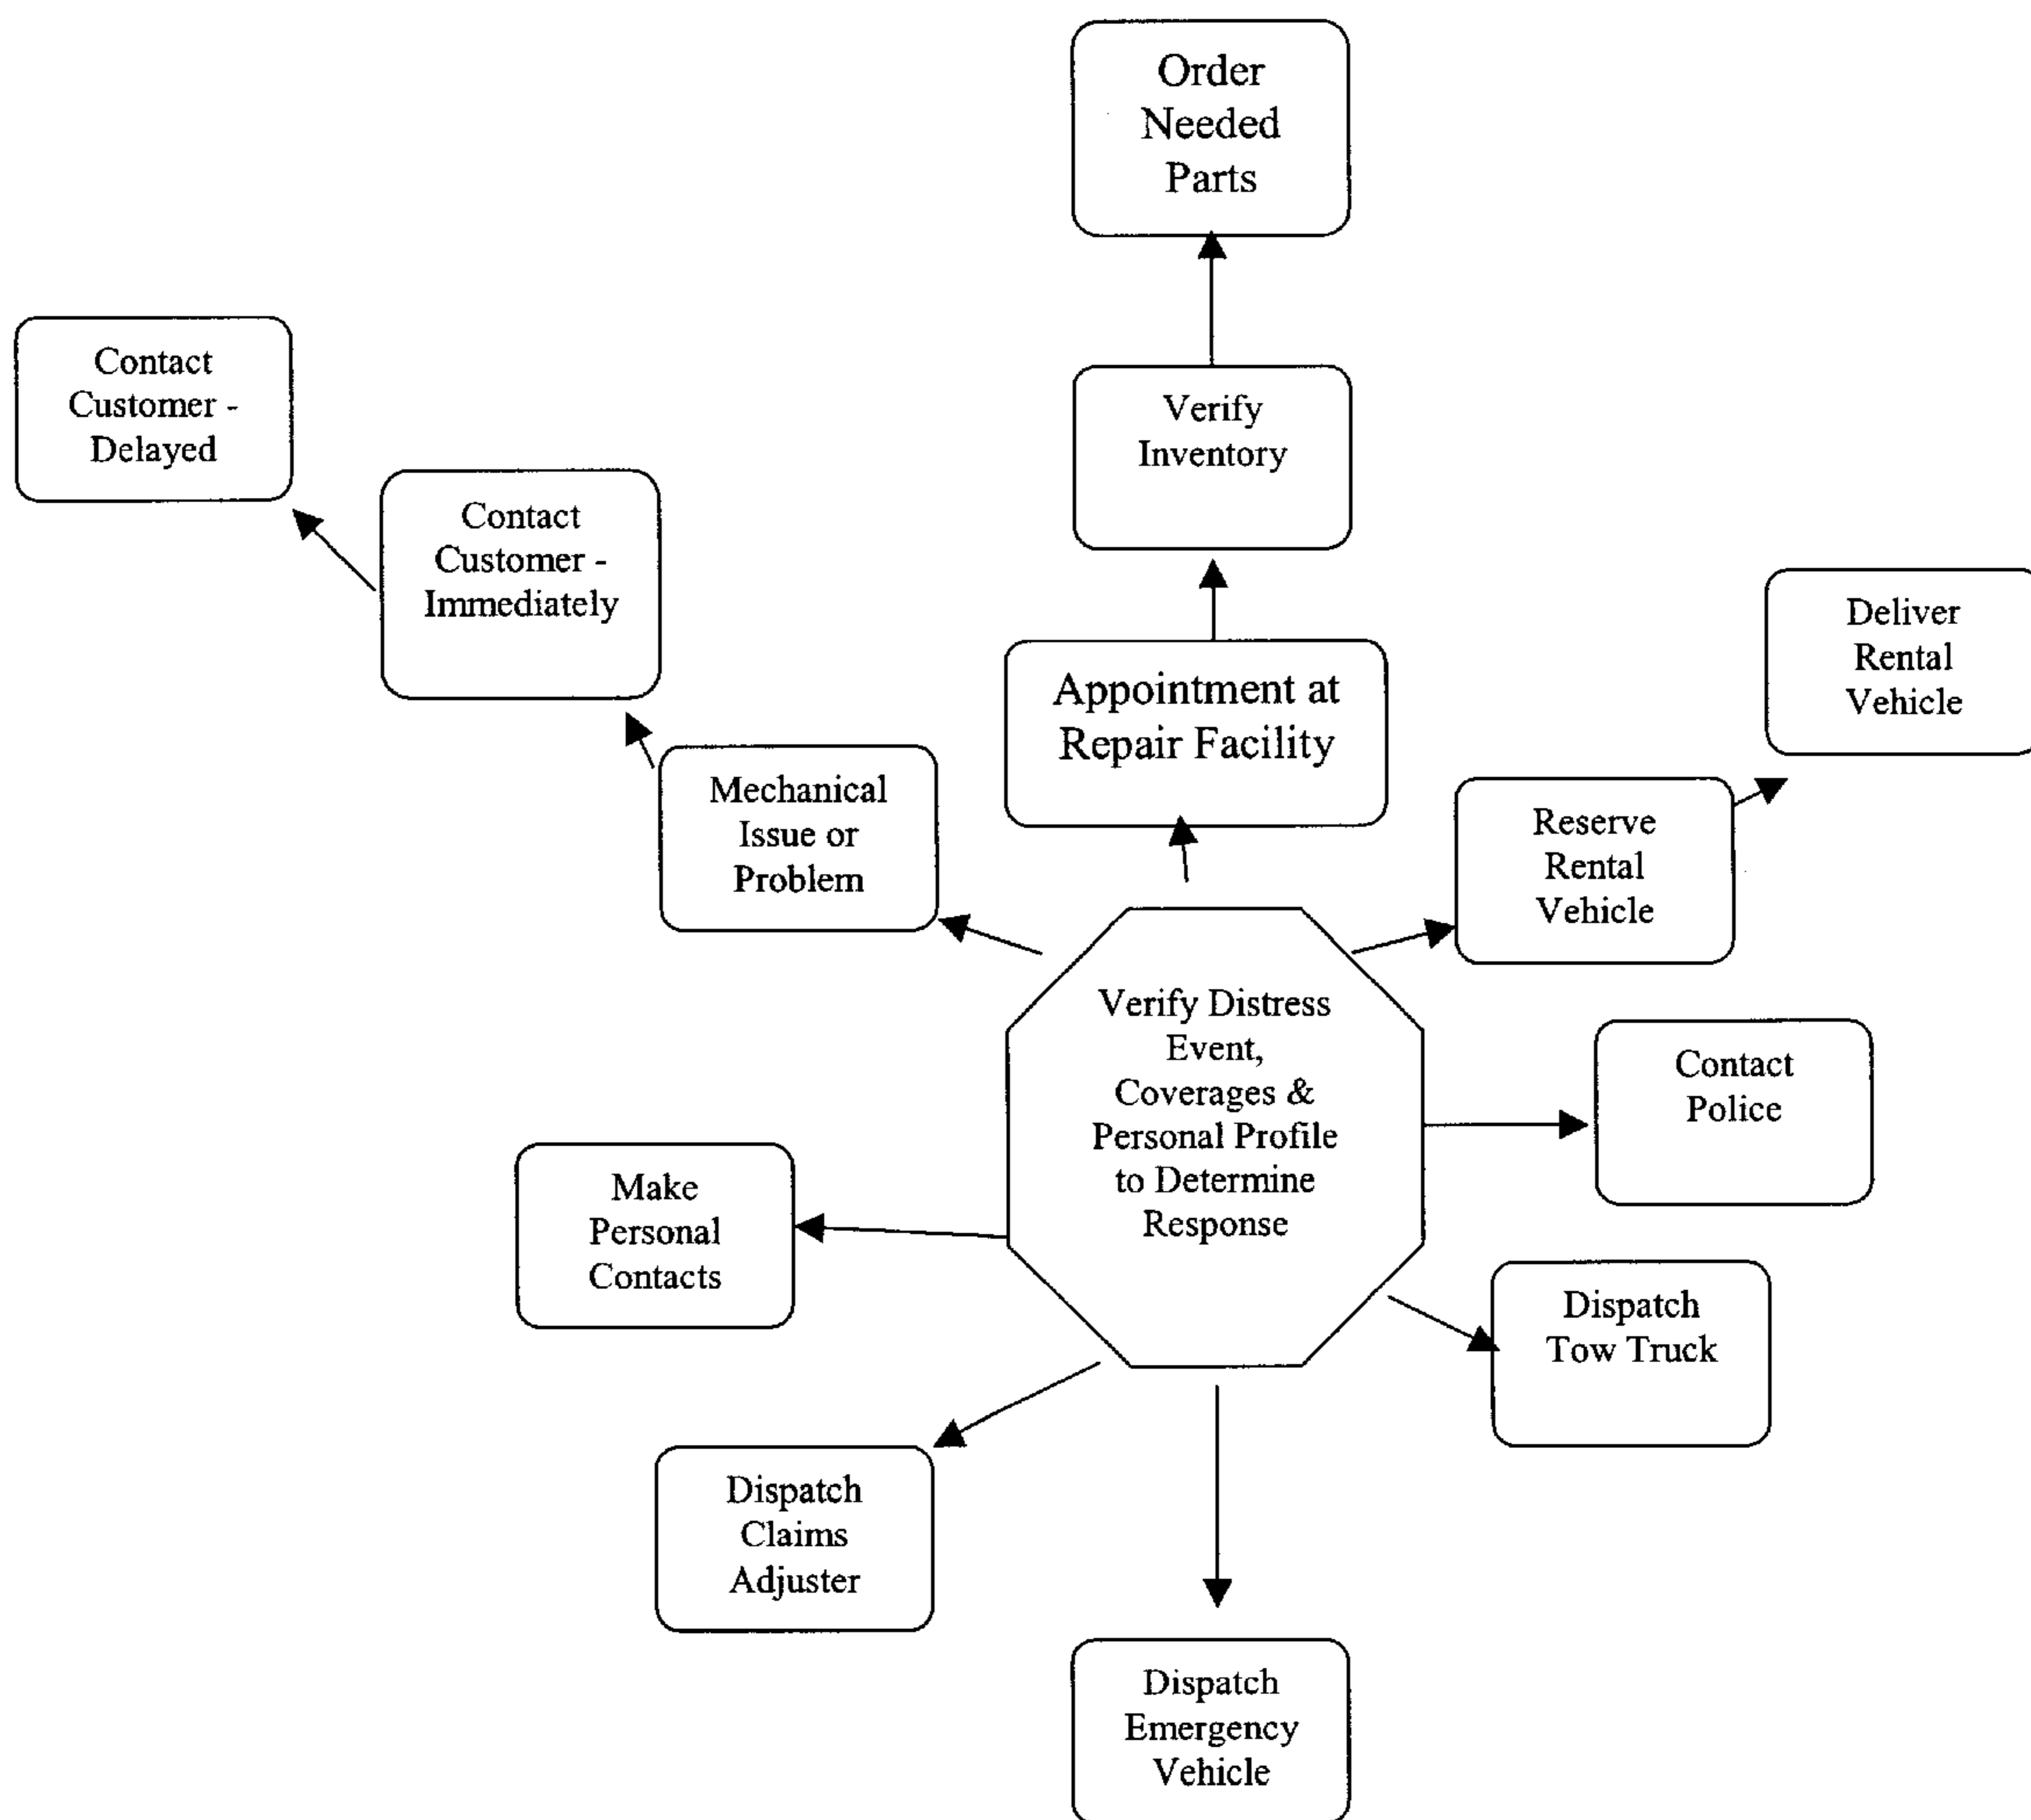 Order
Needed
Parts
Contact
Customer -
Delayed
Verify
Inventory
Contact
Customer -
Immediately
Deliver
Rental
Vehicle
Appointment at
Repair Facility
Mechanical
Issue or
Problem
Reserve
Rental
Vehicle
Verify Distress
Event,
Coverages &
Personal Profile
to Determine
Response
Contact
Police
Make
Personal
Contacts
Dispatch
Tow Truck
Dispatch
Claims
Adjuster
Dispatch
Emergency
Vehicle